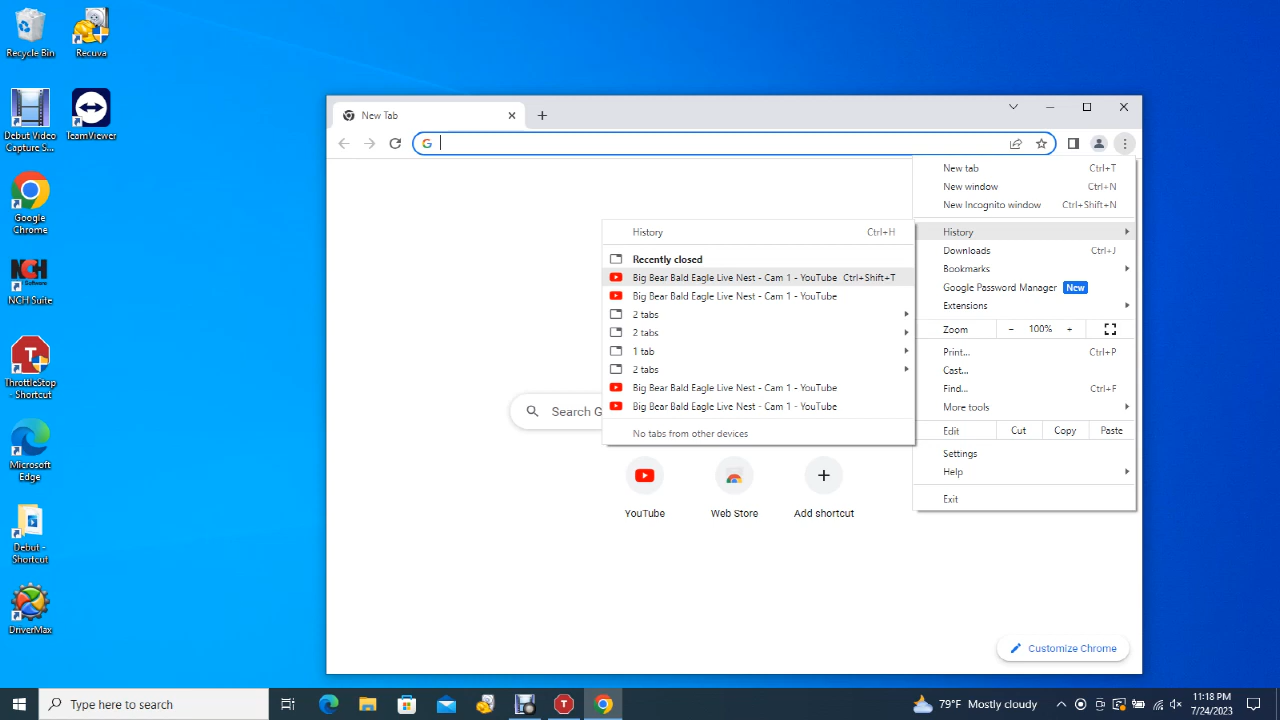 Recycle Bin
Recuva
Debut Video
Capture S...
TeamViewer
Google
Chrome
NCH
Software
NCH Suite
T
ThrottleStop
- Shortcut
Microsoft
Edge
Debut -
Shortcut
DriverMax
New Tab
New tab Ctrl+T
New window Ctrl+N
New Incognito window Ctrl+Shift+N
History
Downloads Ctrl+J
Bookmarks
Google Password Manager New
Extensions
Zoom - 100% +
Print... Ctrl+P
Cast...
Find... Ctrl+F
More tools
Edit Cut Copy Paste
Settings
Help
Exit
History Ctrl+H
Recently closed
Big Bear Bald Eagle Live Nest - Cam 1 - YouTube Ctrl+Shift+T
Big Bear Bald Eagle Live Nest - Cam 1 - YouTube
2 tabs
2 tabs
1 tab
2 tabs
Big Bear Bald Eagle Live Nest - Cam 1 - YouTube
Big Bear Bald Eagle Live Nest - Cam 1 - YouTube
No tabs from other devices
Search G
YouTube
Web Store
Add shortcut
Customize Chrome
Type here to search
T
79°F Mostly cloudy
11:18 PM
7/24/2023